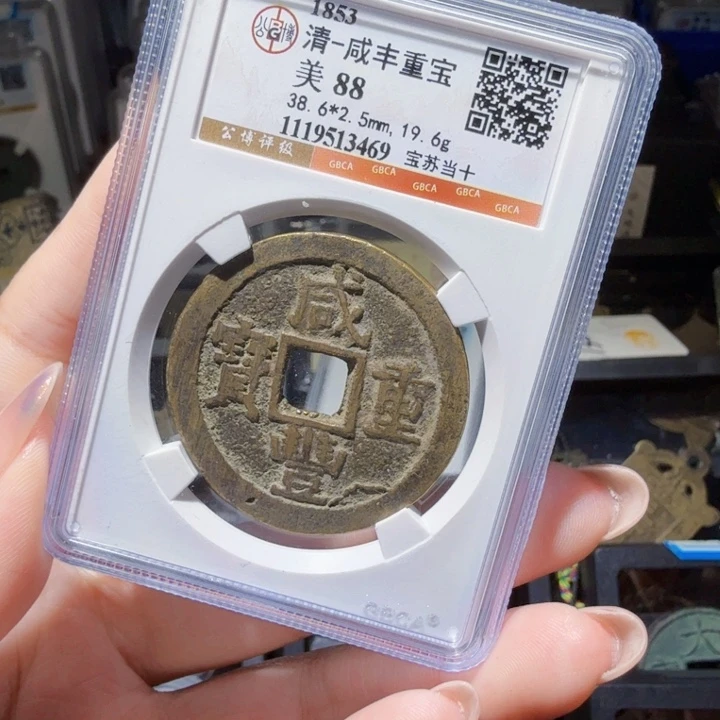 1853
清-咸丰重宝
美 88
38.6*2.5mm, 19.6g
1119513469 宝苏当十
公博评级
GBCA GBCA GBCA GBCA GBCA
咸
寶 重
豐
GBCA®